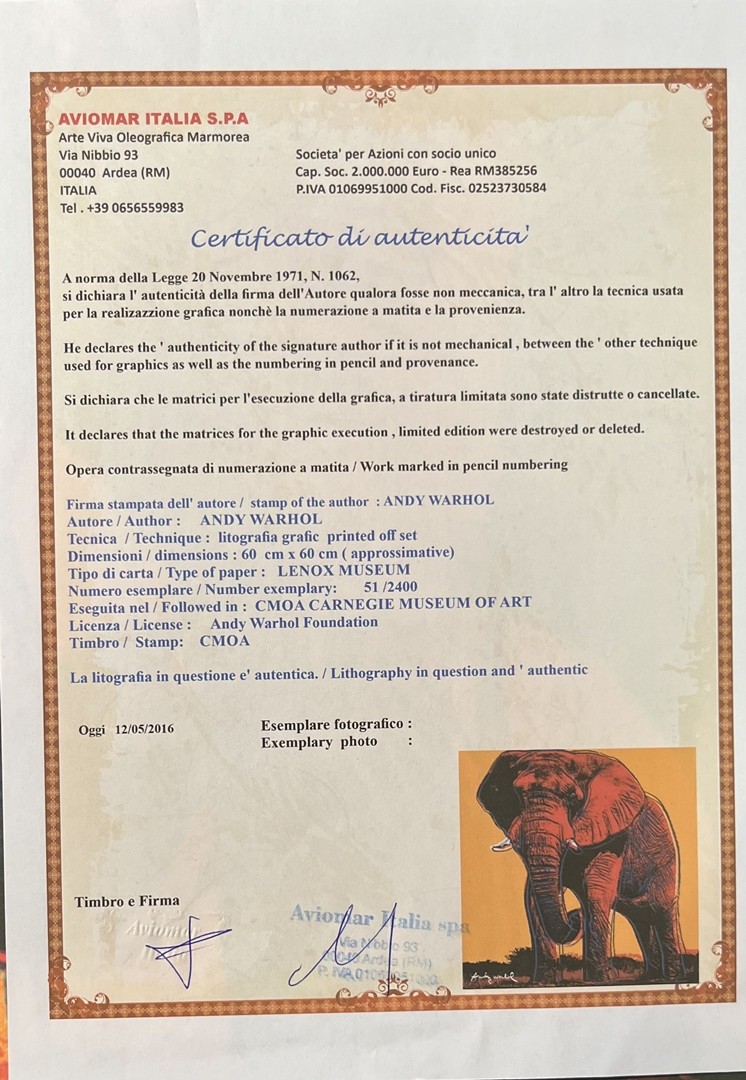 AVIOMAR ITALIA S.P.A
Arte Viva Oleografica Marmorea
Via Nibbio 93
00040 Ardea (RM)
ITALIA
Tel . +39 0656559983
Societa' per Azioni con socio unico
Cap. Soc. 2.000.000 Euro - Rea RM385256
P.IVA 01069951000 Cod. Fisc. 02523730584
Certificato di autenticita'
A norma della Legge 20 Novembre 1971, N. 1062,
si dichiara l' autenticità della firma dell'Autore qualora fosse non meccanica, tra l' altro la tecnica usata
per la realizazzione grafica nonchè la numerazione a matita e la provenienza.
He declares the ' authenticity of the signature author if it is not mechanical , between the ' other technique
used for graphics as well as the numbering in pencil and provenance.
Si dichiara che le matrici per l'esecuzione della grafica, a tiratura limitata sono state distrutte o cancellate.
It declares that the matrices for the graphic execution , limited edition were destroyed or deleted.
Opera contrassegnata di numerazione a matita / Work marked in pencil numbering
Firma stampata dell' autore / stamp of the author : ANDY WARHOL
Autore / Author : ANDY WARHOL
Tecnica / Technique : litografia grafic printed off set
Dimensioni / dimensions : 60 cm x 60 cm ( approssimative)
Tipo di carta / Type of paper : LENOX MUSEUM
Numero esemplare / Number exemplary: 51 /2400
Eseguita nel / Followed in : CMOA CARNEGIE MUSEUM OF ART
Licenza / License : Andy Warhol Foundation
Timbro / Stamp: CMOA
La litografia in questione e' autentica. / Lithography in question and ' authentic
Oggi 12/05/2016
Esemplare fotografico :
Exemplary photo :
Timbro e Firma
Aviomar
Italia
Aviomar Italia spa
Via Nibbio 93
00040 Ardea (RM)
P. IVA 01069951000
Andy Warhol